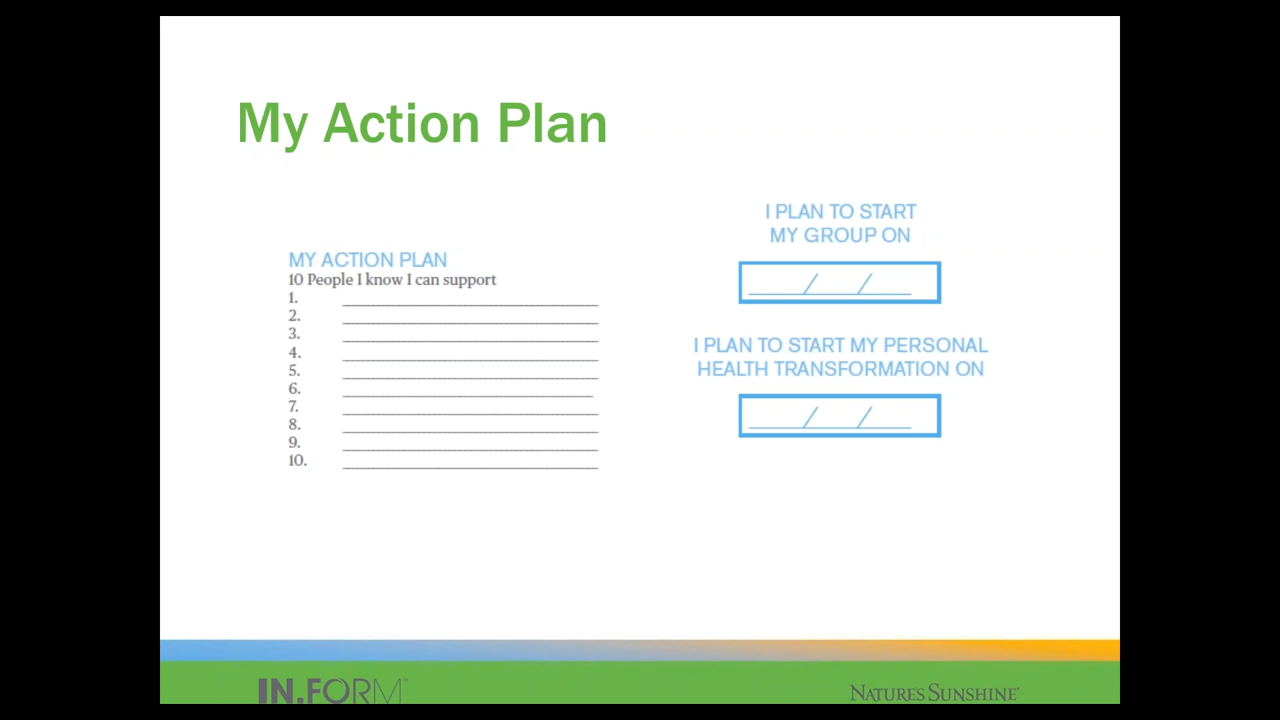 My Action Plan
MY ACTION PLAN
10 People I know I can support
1.
2.
3.
4.
5.
6.
7.
8.
9.
10.
I PLAN TO START
MY GROUP ON
/ /
I PLAN TO START MY PERSONAL
HEALTH TRANSFORMATION ON
/ /
IN.FORM
NATURE'S SUNSHINE